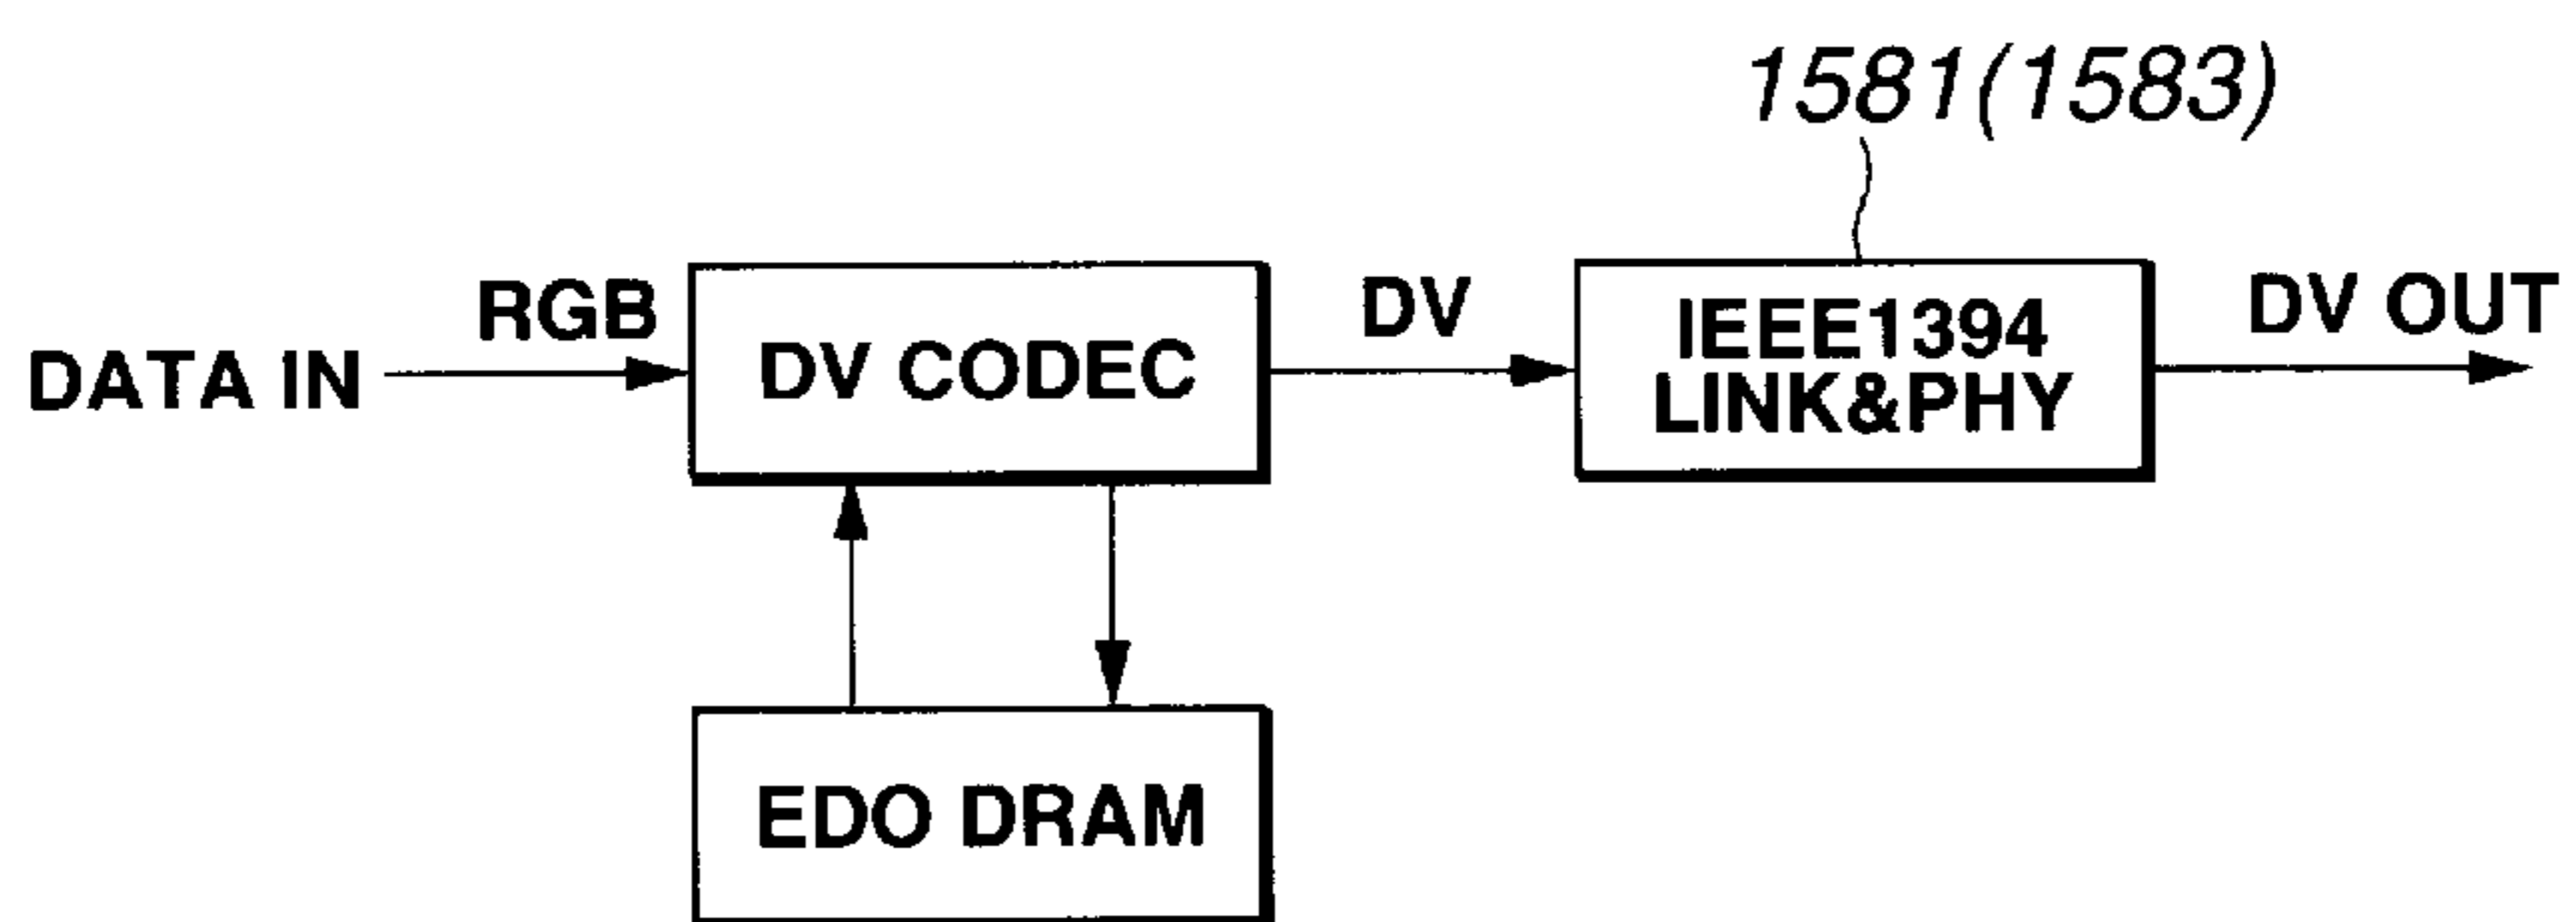 1581(1583)
RGB
DV
DV OUT
DATA IN
DV CODEC
IEEE1394
LINK&PHY
EDO DRAM